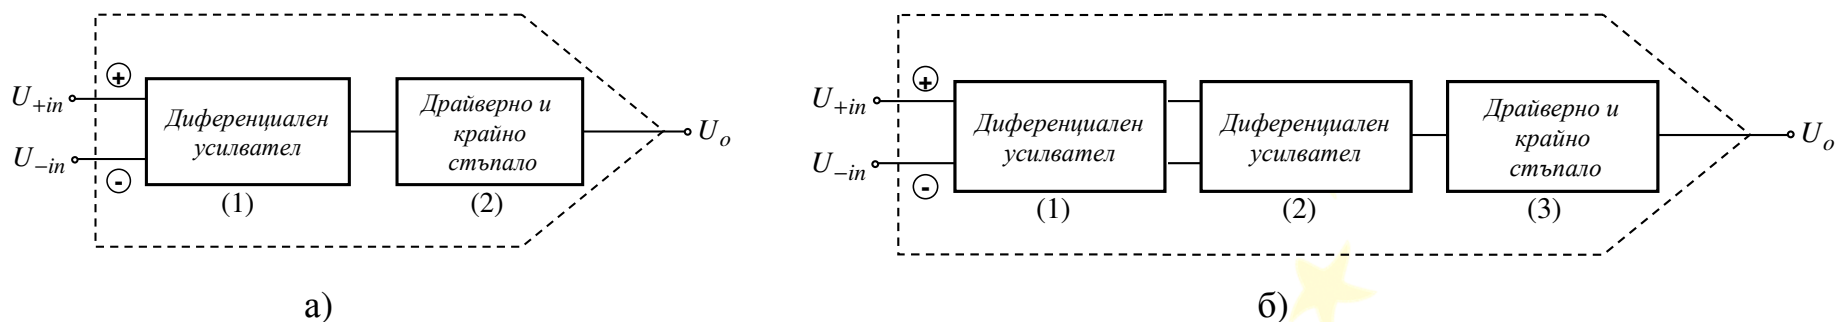 +
U+in
Диференциален
усилвател
U-in
-
(1)
Драйверно и
крайно
стъпало
(2)
Uo
а)
+
U+in
Диференциален
усилвател
U-in
-
(1)
Диференциален
усилвател
(2)
Драйверно и
крайно
стъпало
(3)
Uo
б)